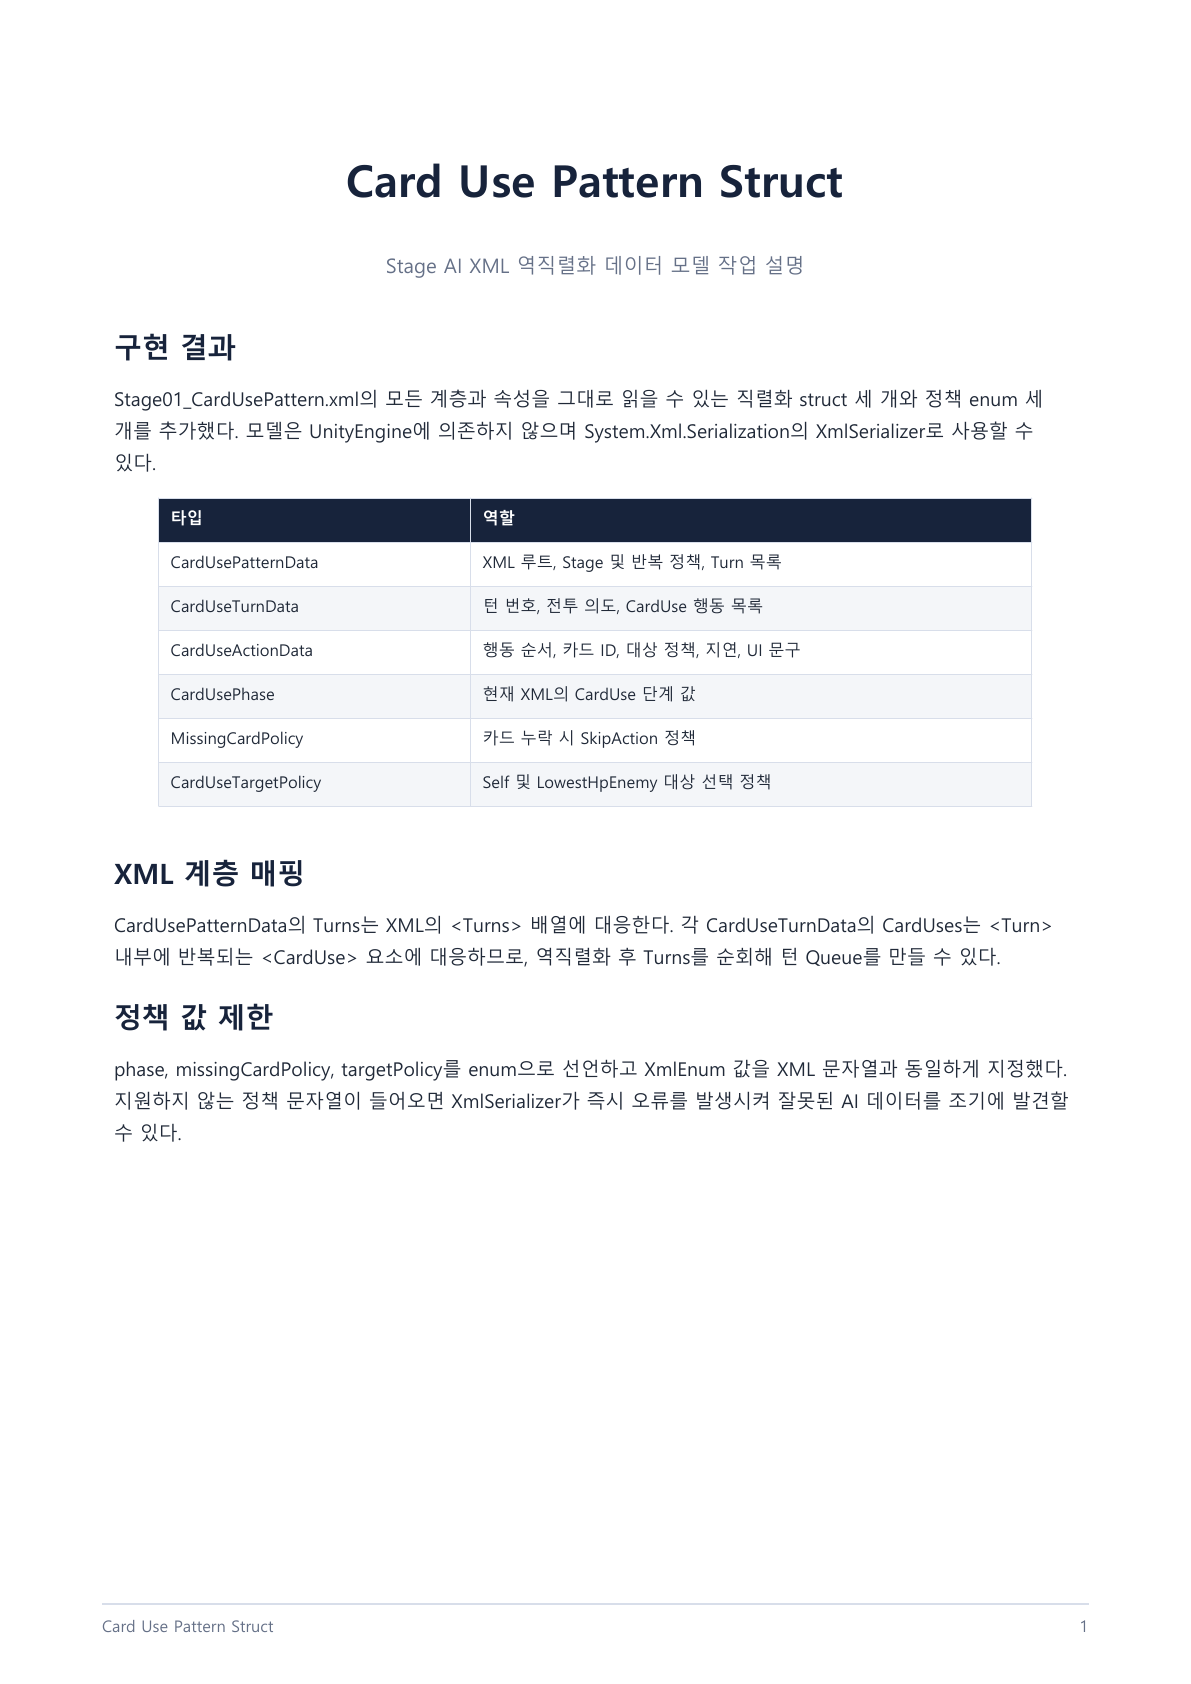 Card Use Pattern Struct
Stage AI XML 역직렬화 데이터 모델 작업 설명
구현 결과
Stage01_CardUsePattern.xml의 모든 계층과 속성을 그대로 읽을 수 있는 직렬화 struct 세 개와 정책 enum 세
개를 추가했다. 모델은 UnityEngine에 의존하지 않으며 System.Xml.Serialization의 XmlSerializer로 사용할 수
있다.
타입 역할
CardUsePatternData XML 루트, Stage 및 반복 정책, Turn 목록
CardUseTurnData 턴 번호, 전투 의도, CardUse 행동 목록
CardUseActionData 행동 순서, 카드 ID, 대상 정책, 지연, UI 문구
CardUsePhase 현재 XML의 CardUse 단계 값
MissingCardPolicy 카드 누락 시 SkipAction 정책
CardUseTargetPolicy Self 및 LowestHpEnemy 대상 선택 정책
XML 계층 매핑
CardUsePatternData의 Turns는 XML의 <Turns> 배열에 대응한다. 각 CardUseTurnData의 CardUses는 <Turn>
내부에 반복되는 <CardUse> 요소에 대응하므로, 역직렬화 후 Turns를 순회해 턴 Queue를 만들 수 있다.
정책 값 제한
phase, missingCardPolicy, targetPolicy를 enum으로 선언하고 XmlEnum 값을 XML 문자열과 동일하게 지정했다.
지원하지 않는 정책 문자열이 들어오면 XmlSerializer가 즉시 오류를 발생시켜 잘못된 AI 데이터를 조기에 발견할
수 있다.
Card Use Pattern Struct 1